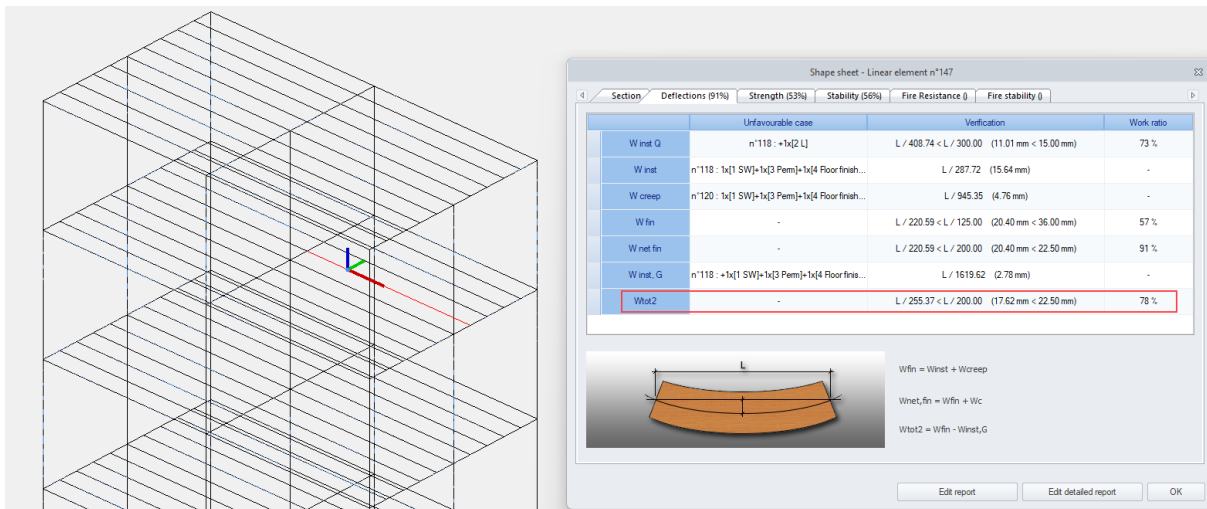 Shape sheet - Linear element n°147
Section Deflections (91%) Strength (53%) Stability (56%) Fire Resistance () Fire stability ()
Unfavourable case Verification Work ratio
W inst Q n°118 : +1x[2 L] L / 408.74 < L / 300.00 (11.01 mm < 15.00 mm) 73 %
W inst n°118 : 1x[1 SW]+1x[3 Perm]+1x[4 Floor finish... L / 287.72 (15.64 mm) -
W creep n°120 : 1x[1 SW]+1x[3 Perm]+1x[4 Floor finish... L / 945.35 (4.76 mm) -
W fin - L / 220.59 < L / 125.00 (20.40 mm < 36.00 mm) 57 %
W net fin - L / 220.59 < L / 200.00 (20.40 mm < 22.50 mm) 91 %
W inst, G n°118 : +1x[1 SW]+1x[3 Perm]+1x[4 Floor finis... L / 1619.62 (2.78 mm) -
Wtot2 - L / 255.37 < L / 200.00 (17.62 mm < 22.50 mm) 78 %
L
Wfin = Winst + Wcreep
Wnet,fin = Wfin + Wc
Wtot2 = Wfin - Winst,G
Edit report Edit detailed report OK